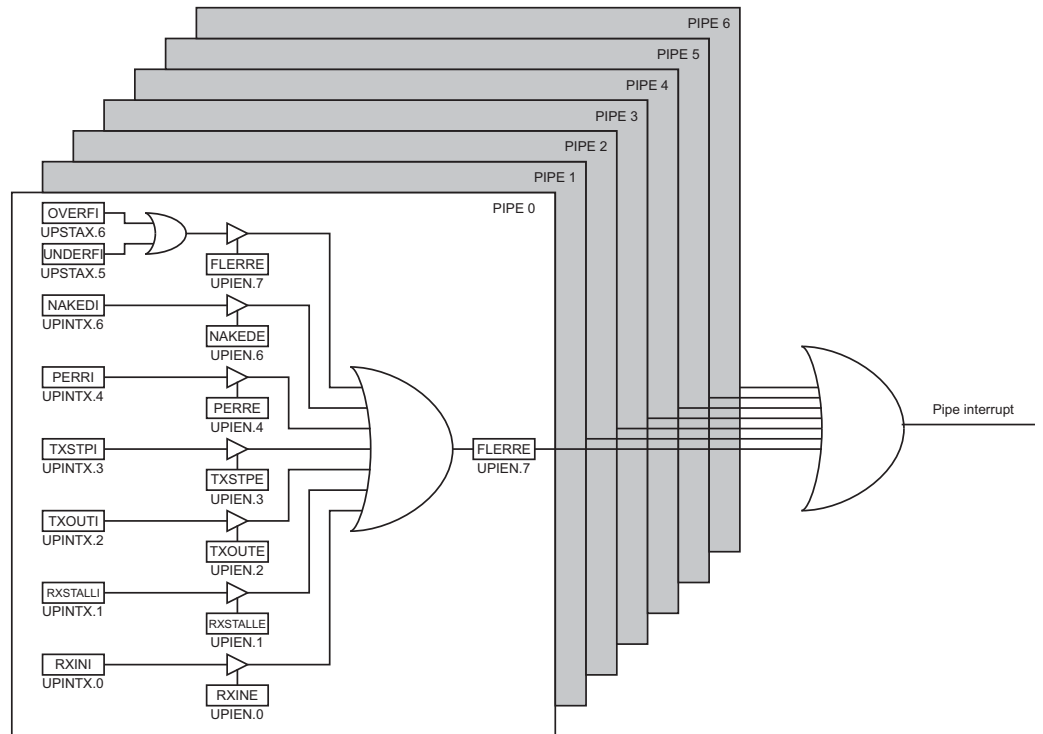 PIPE 6
PIPE 5
PIPE 4
PIPE 3
PIPE 2
PIPE 1
PIPE 0
OVERFI
UPSTAX.6
UNDERFI
UPSTAX.5
FLERRE
UPIEN.7
NAKEDI
UPINTX.6
NAKEDE
UPIEN.6
PERRI
UPINTX.4
PERRE
UPIEN.4
TXSTPI
UPINTX.3
TXSTPE
UPIEN.3
TXOUTI
UPINTX.2
TXOUTE
UPIEN.2
RXSTALLI
UPINTX.1
RXSTALLE
UPIEN.1
RXINI
UPINTX.0
RXINE
UPIEN.0
FLERRE
UPIEN.7
Pipe interrupt